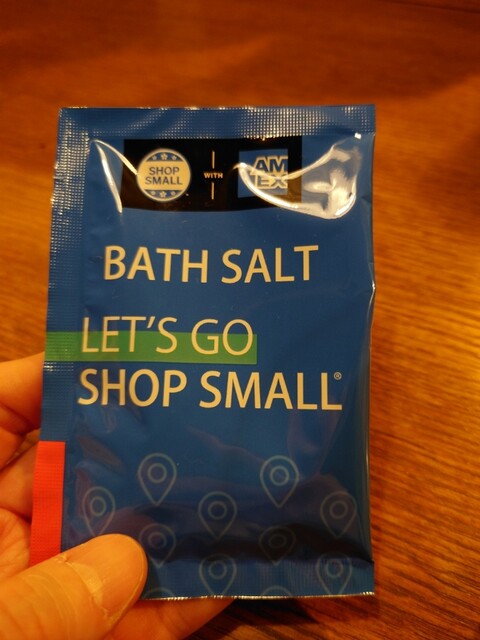 SHOP
SMALL
WITH
AM
EX
BATH SALT
LET'S GO
SHOP SMALL®